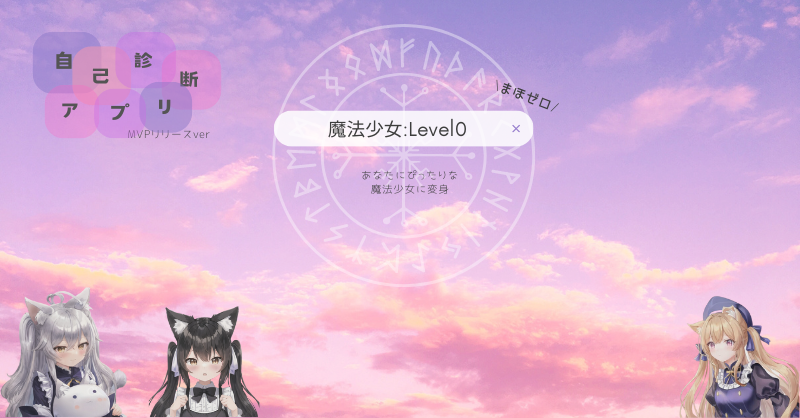 自己診断
アプリ
MVPリリースver
\まほゼロ/
魔法少女:Level0 ×
あなたにぴったりな
魔法少女に変身